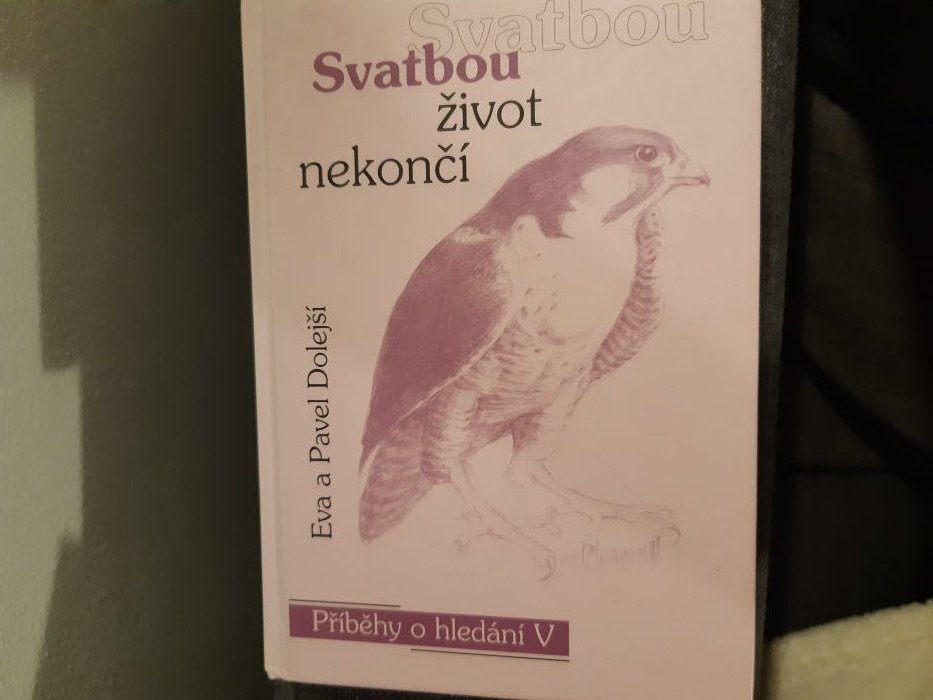 Svatbou
Svatbou
život
nekončí
Eva a Pavel Dolejší
Příběhy o hledání V